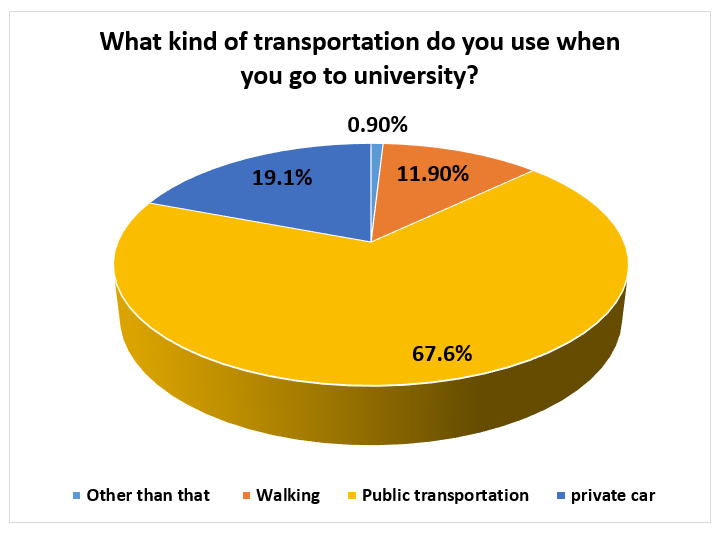 What kind of transportation do you use when
you go to university?
0.90%
19.1%
11.90%
67.6%
Other than that
Walking
Public transportation
private car